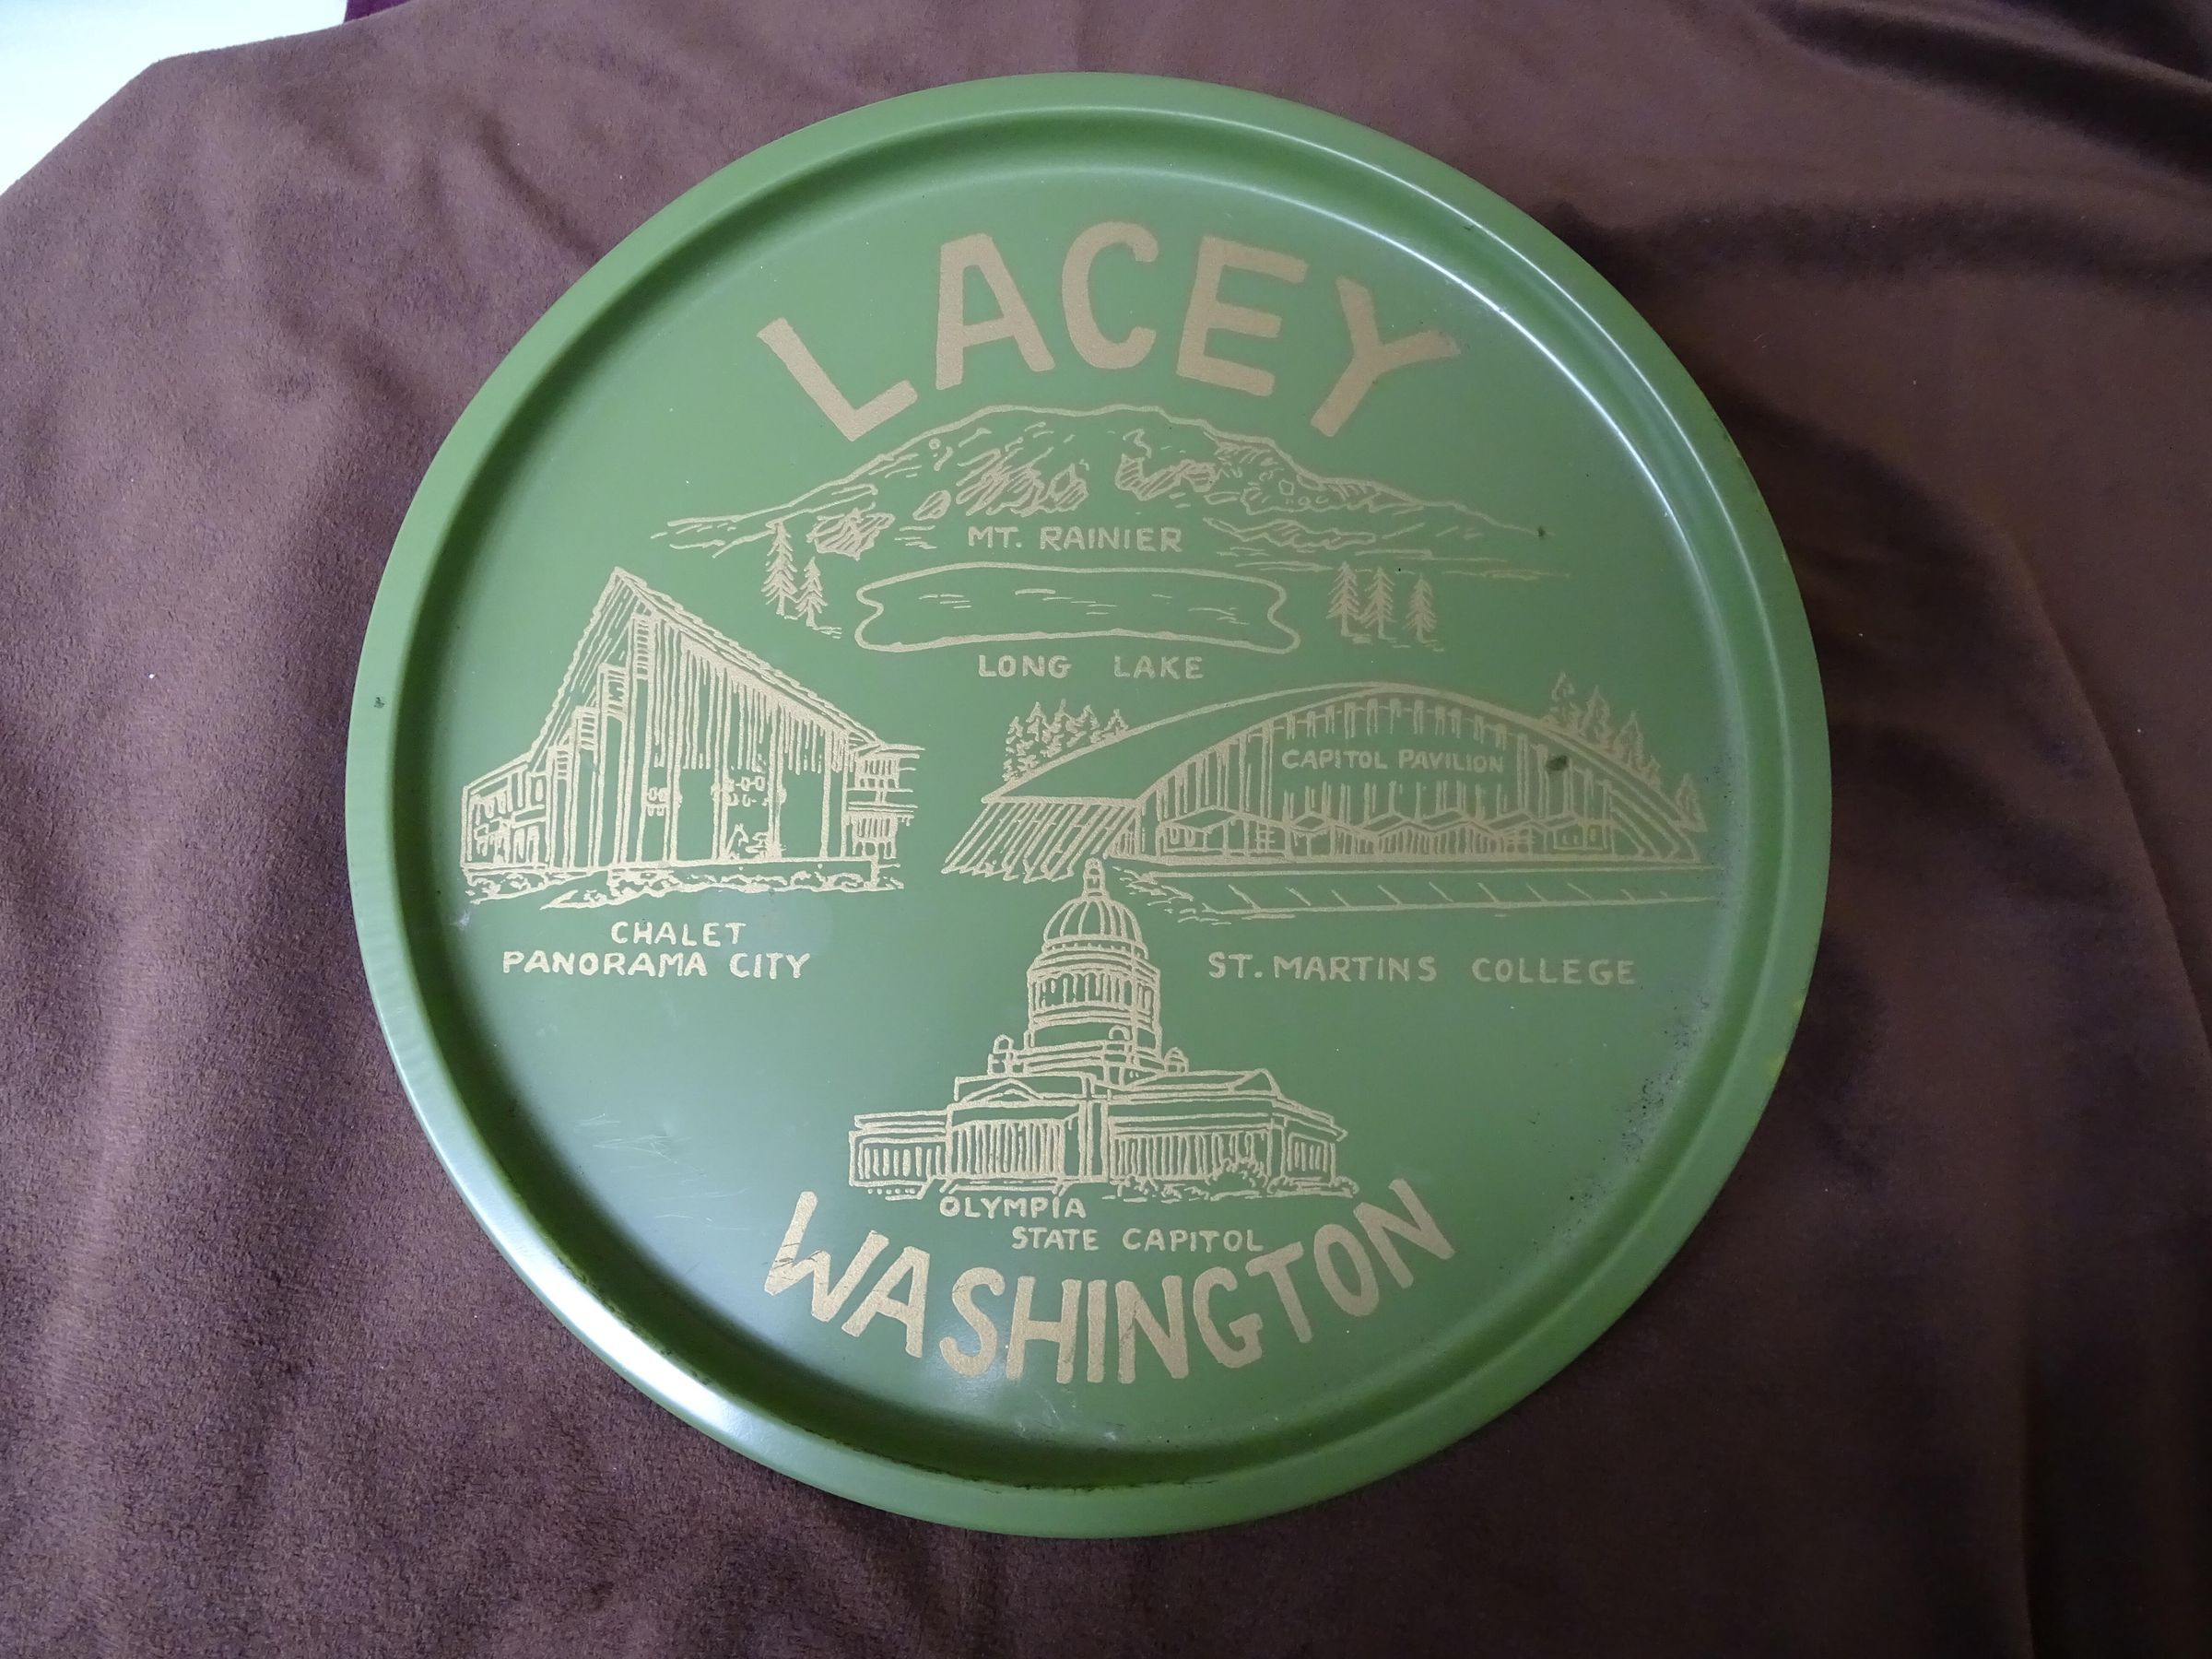 LACEY
MT. RAINIER
LONG LAKE
CAPITOL PAVILION
CHALET
PANORAMA CITY
ST. MARTINS COLLEGE
OLYMPIA
STATE CAPITOL
WASHINGTON